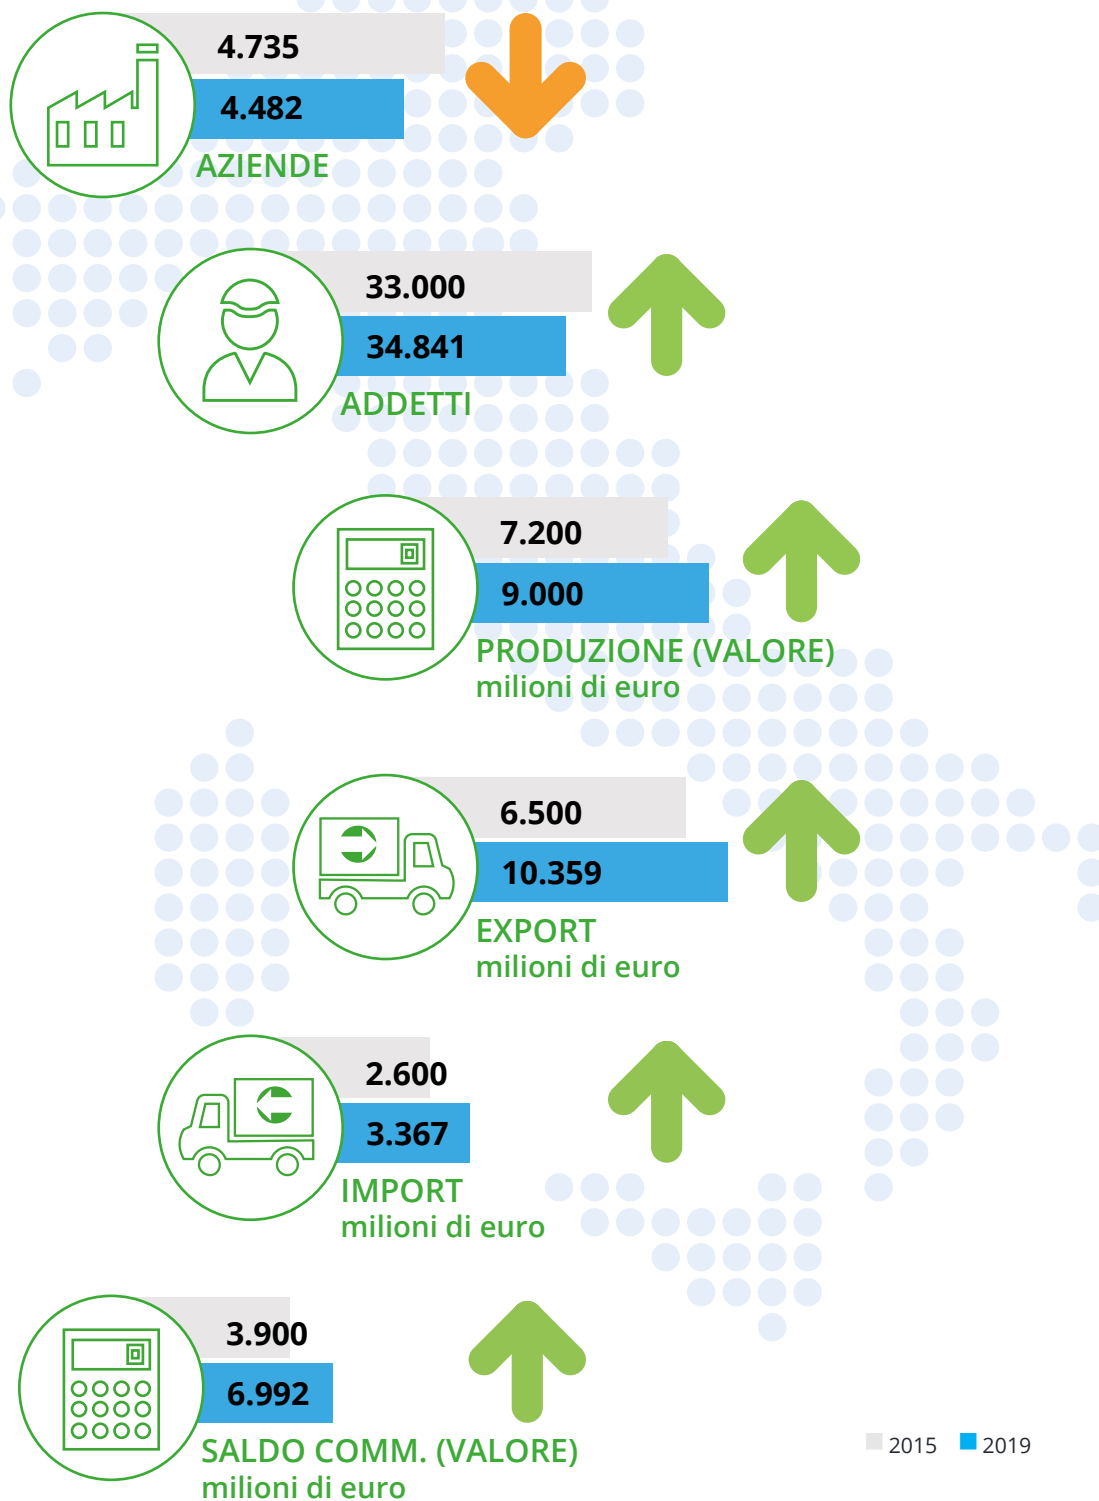 4.735
4.482
AZIENDE
33.000
34.841
ADDETTI
7.200
9.000
PRODUZIONE (VALORE)
milioni di euro
6.500
10.359
EXPORT
milioni di euro
2.600
3.367
IMPORT
milioni di euro
3.900
6.992
SALDO COMM. (VALORE)
milioni di euro
2015 2019